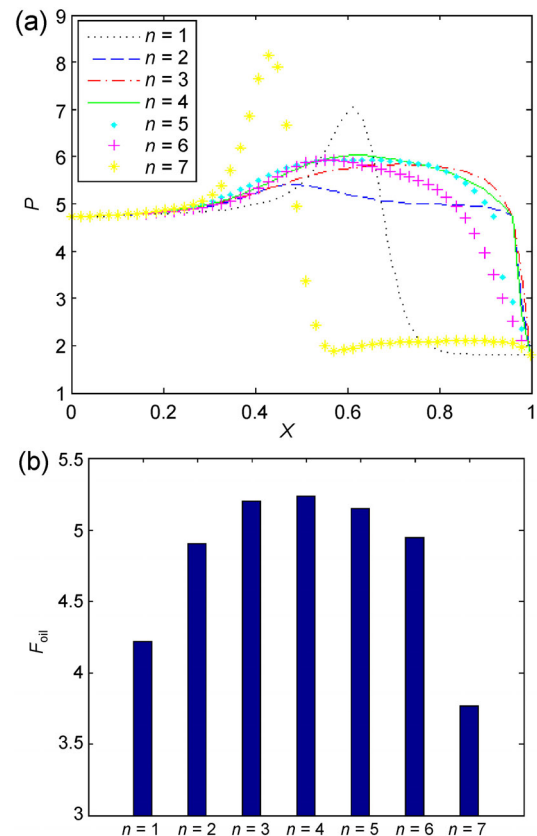 (a)
9
8
7
6
5
4
3
2
1
P
n = 1
n = 2
n = 3
n = 4
n = 5
n = 6
n = 7
0 0.2 0.4 0.6 0.8 1
X
(b)
5.5
5
4.5
4
3.5
3
Foil
n = 1 n = 2 n = 3 n = 4 n = 5 n = 6 n = 7